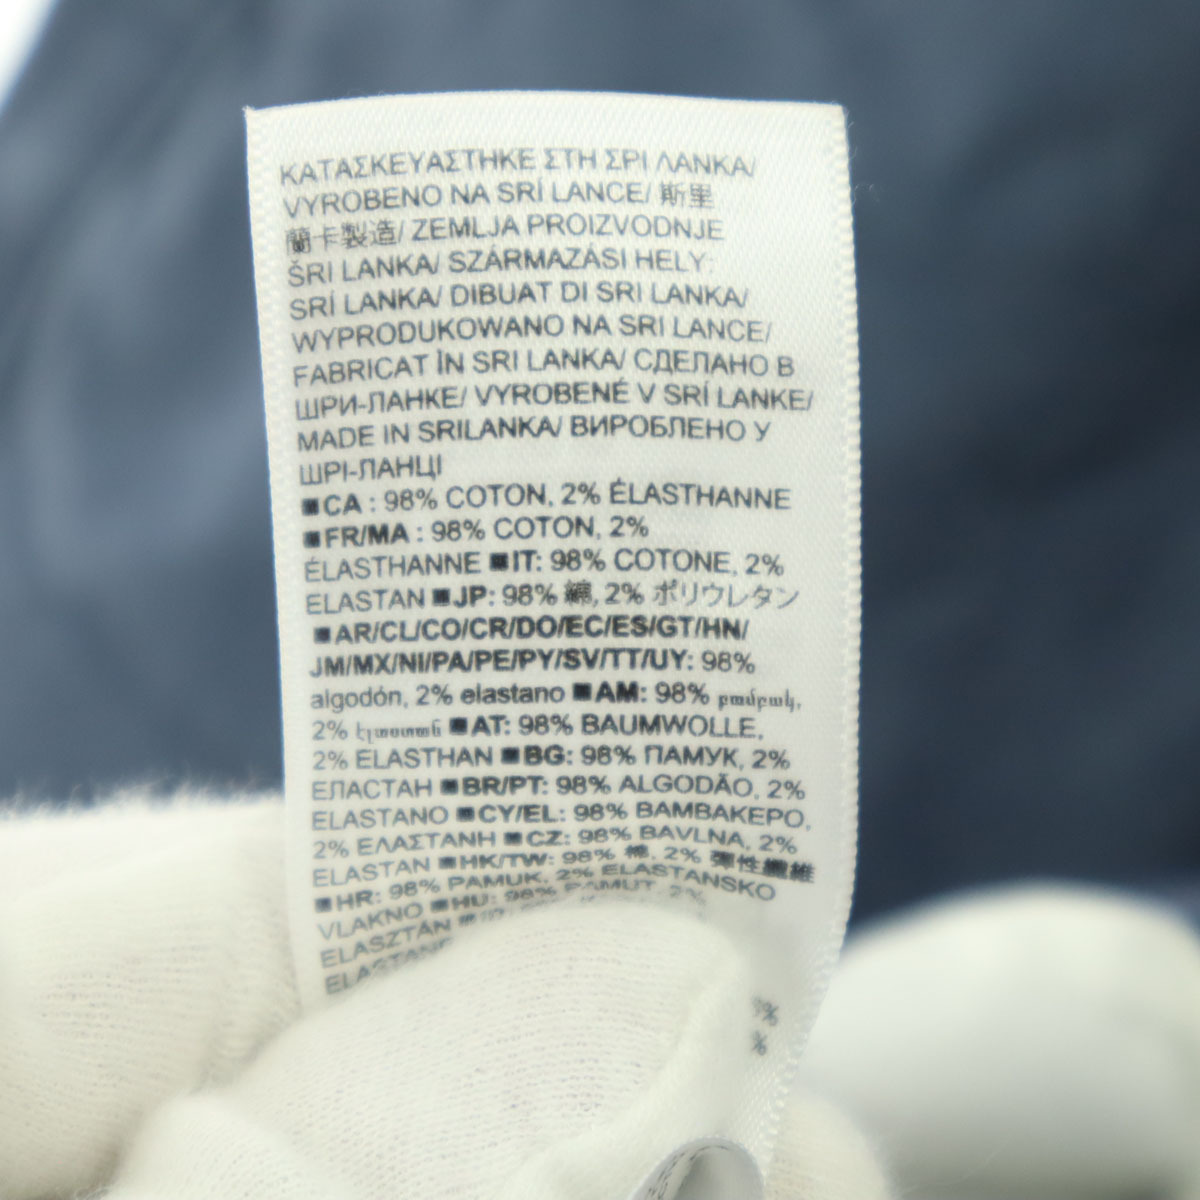 ΚΑΤΑΣΚΕΥΑΣΤΗΚΕ ΣΤΗ ΣΡΙ ΛΑΝΚΑ/
VYROBENO NA SRÍ LANCE/ 斯里
蘭卡製造/ ZEMLJA PROIZVODNJE
ŠRI LANKA/ SZÁRMAZÁSI HELY:
SRÍ LANKA/ DIBUAT DI SRI LANKA/
WYPRODUKOWANO NA SRI LANCE/
FABRICAT ÎN SRI LANKA/ СДЕЛАНО В
ШРИ-ЛАНКЕ/ VYROBENÉ V SRÍ LANKE/
MADE IN SRILANKA/ ВИРОБЛЕНО У
ШРІ-ЛАНЦІ
■CA : 98% COTON, 2% ÉLASTHANNE
■FR/MA : 98% COTON, 2%
ÉLASTHANNE ■IT: 98% COTONE, 2%
ELASTAN ■JP: 98% 綿, 2% ポリウレタン
■AR/CL/CO/CR/DO/EC/ES/GT/HN/
JM/MX/NI/PA/PE/PY/SV/TT/UY: 98%
algodón, 2% elastano ■AM: 98% բամբակ,
2% էլաստան ■AT: 98% BAUMWOLLE,
2% ELASTHAN ■BG: 98% ПАМУК, 2%
ЕЛАСТАН ■BR/PT: 98% ALGODÃO, 2%
ELASTANO ■CY/EL: 98% ΒΑΜΒΑΚΕΡΟ,
2% ΕΛΑΣΤΑΝΗ ■CZ: 98% BAVLNA, 2%
ELASTAN ■HK/TW: 98% 棉, 2% 彈性纖維
■HR: 98% PAMUK, 2% ELASTANSKO
VLAKNO ■HU: 98% PAMUT, 2%
ELASZTÁN ■
%
%